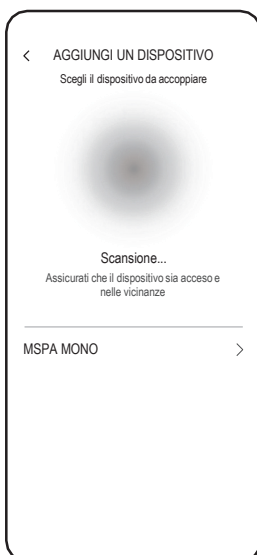 AGGIUNGI UN DISPOSITIVO
Scegli il dispositivo da accoppiare
Scansione...
Assicurati che il dispositivo sia acceso e
nelle vicinanze
MSPA MONO